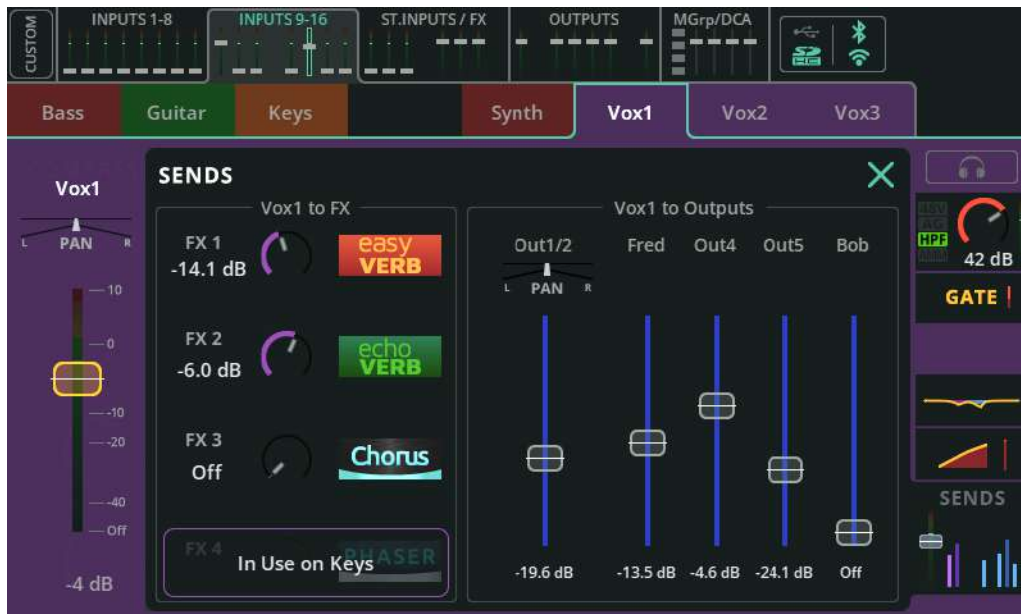 CUSTOM
INPUTS 1-8
INPUTS 9-16
ST.INPUTS / FX
OUTPUTS
MGrp/DCA
Bass
Guitar
Keys
Synth
Vox1
Vox2
Vox3
Vox1
L PAN R
10
0
-10
-20
-40
Off
-4 dB
SENDS
Vox1 to FX
FX 1
-14.1 dB
easy
VERB
FX 2
-6.0 dB
echo
VERB
FX 3
Off
Chorus
FX 4
PHASER
In Use on Keys
Vox1 to Outputs
Out1/2
Fred
Out4
Out5
Bob
L PAN R
-19.6 dB
-13.5 dB
-4.6 dB
-24.1 dB
Off
48V
HPF
42 dB
GATE
SENDS